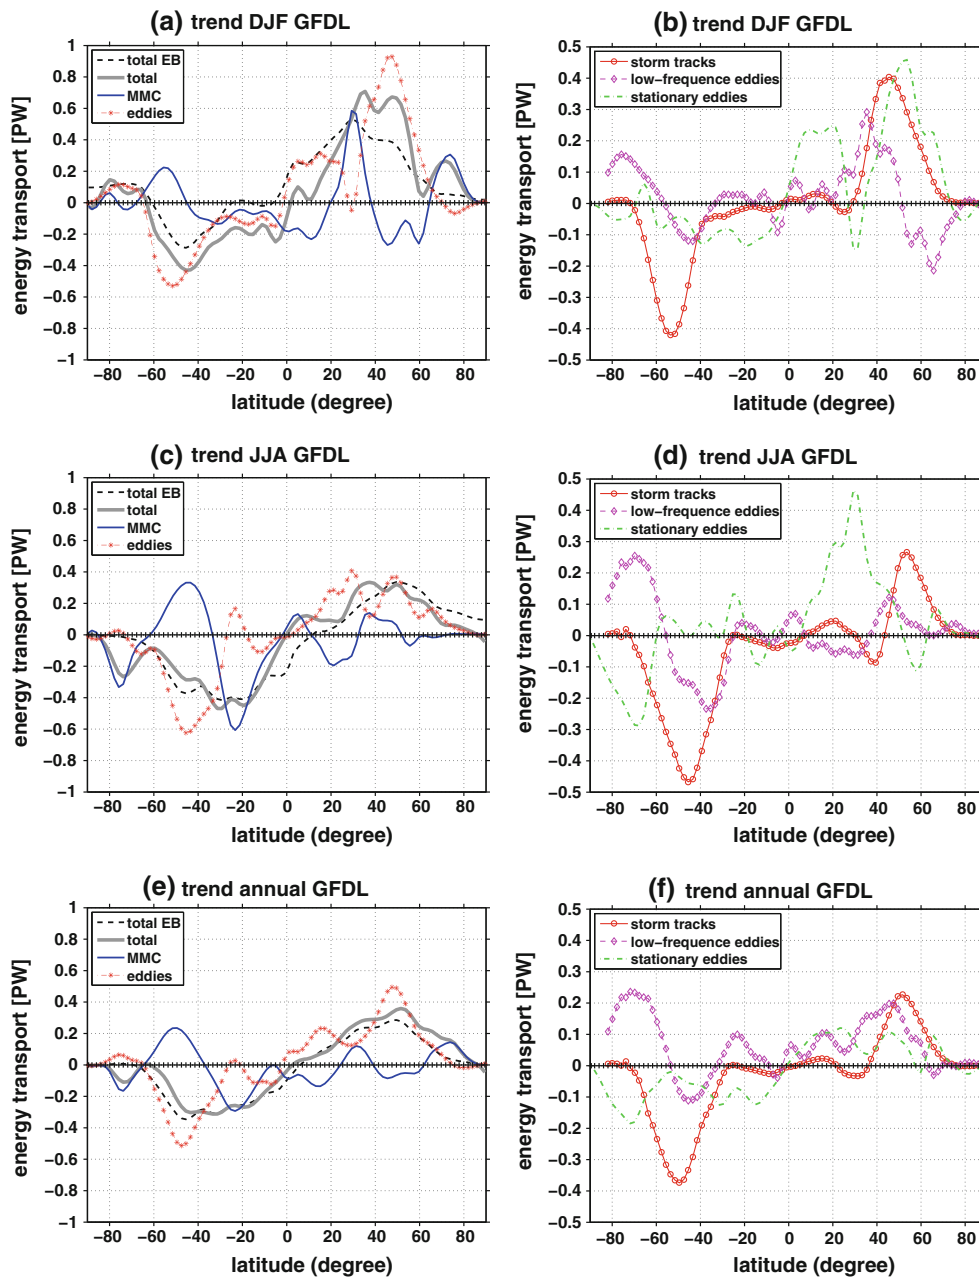 (a) trend DJF GFDL
energy transport [PW]
1
0.8
0.6
0.4
0.2
0
−0.2
−0.4
−0.6
−0.8
−1
total EB
total
MMC
eddies
−80 −60 −40 −20 0 20 40 60 80
latitude (degree)
(b) trend DJF GFDL
energy transport [PW]
0.5
0.4
0.3
0.2
0.1
0
−0.1
−0.2
−0.3
−0.4
−0.5
storm tracks
low−frequence eddies
stationary eddies
−80 −60 −40 −20 0 20 40 60 80
latitude (degree)
(c) trend JJA GFDL
energy transport [PW]
1
0.8
0.6
0.4
0.2
0
−0.2
−0.4
−0.6
−0.8
−1
total EB
total
MMC
eddies
−80 −60 −40 −20 0 20 40 60 80
latitude (degree)
(d) trend JJA GFDL
energy transport [PW]
0.5
0.4
0.3
0.2
0.1
0
−0.1
−0.2
−0.3
−0.4
−0.5
storm tracks
low−frequence eddies
stationary eddies
−80 −60 −40 −20 0 20 40 60 80
latitude (degree)
(e) trend annual GFDL
energy transport [PW]
1
0.8
0.6
0.4
0.2
0
−0.2
−0.4
−0.6
−0.8
−1
total EB
total
MMC
eddies
−80 −60 −40 −20 0 20 40 60 80
latitude (degree)
(f) trend annual GFDL
energy transport [PW]
0.5
0.4
0.3
0.2
0.1
0
−0.1
−0.2
−0.3
−0.4
−0.5
storm tracks
low−frequence eddies
stationary eddies
−80 −60 −40 −20 0 20 40 60 80
latitude (degree)